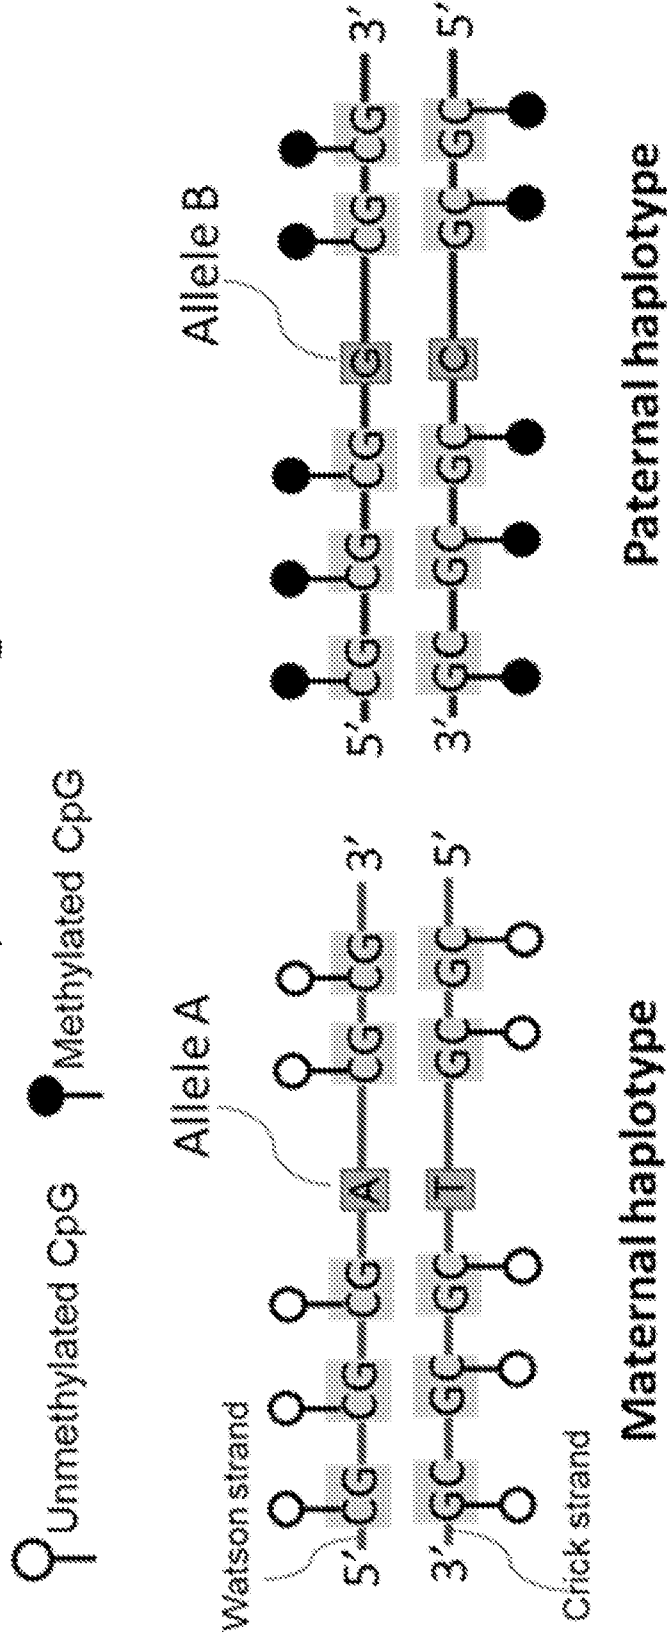 Unmethylated CpG
Methylated CpG
Allele A
Allele B
Watson strand
5’ CG CG CG A CG CG 3’
5’ CG CG CG G CG CG 3’
3’ GC GC GC T GC GC 5’
3’ GC GC GC C GC GC 5’
Crick strand
Maternal haplotype
Paternal haplotype